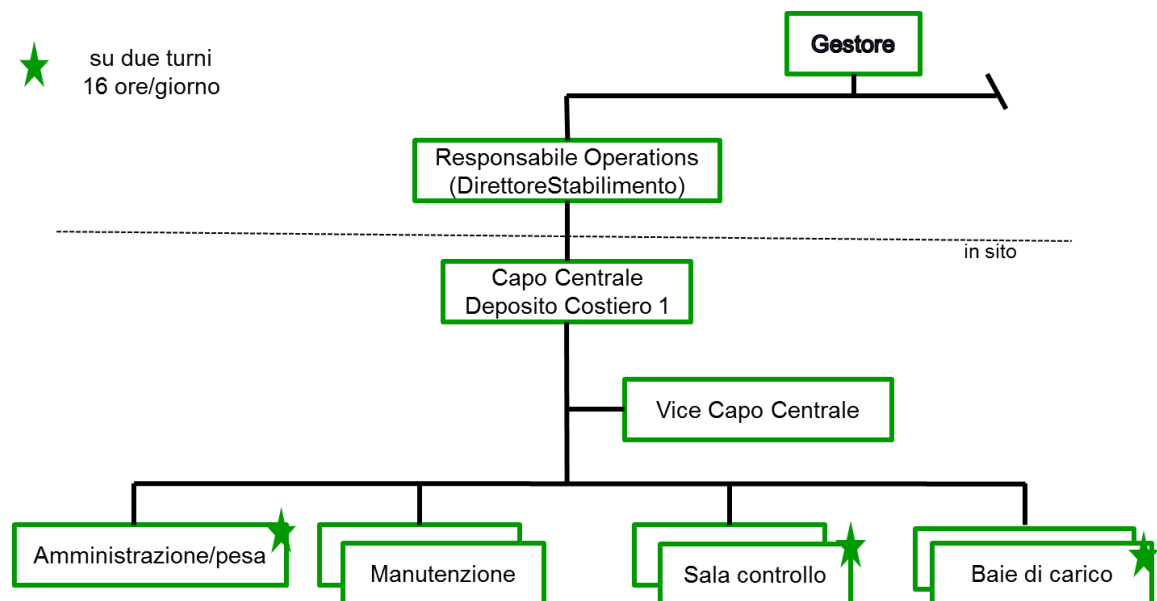 su due turni
16 ore/giorno
Gestore
Responsabile Operations
(DirettoreStabilimento)
in sito
Capo Centrale
Deposito Costiero 1
Vice Capo Centrale
Amministrazione/pesa
Manutenzione
Sala controllo
Baie di carico